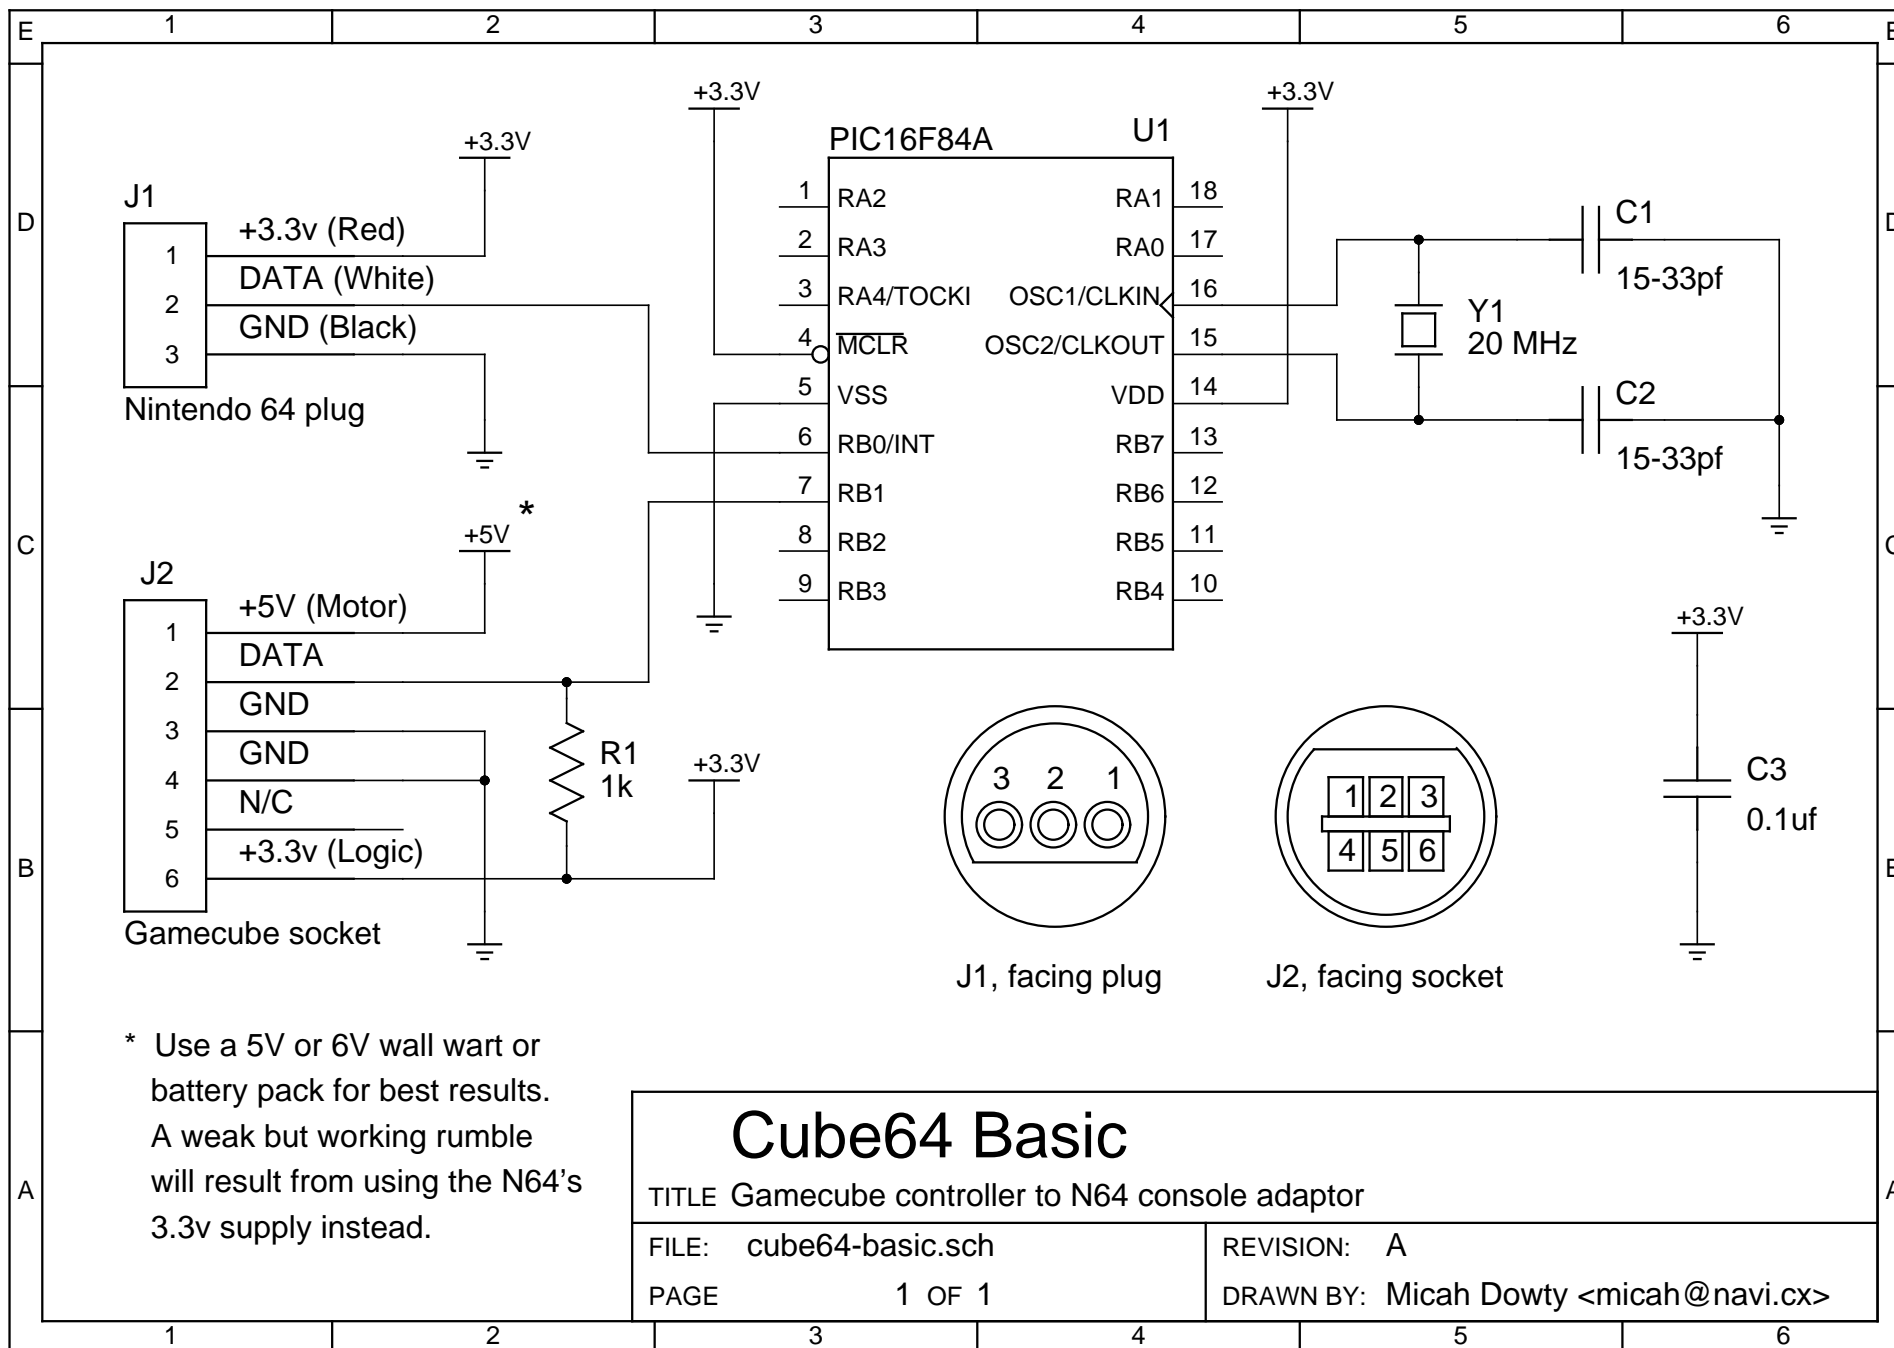 E 1 2 3 4 5 6
+3.3V +3.3V
PIC16F84A U1
+3.3V
J1
D
+3.3v (Red)
1
DATA (White)
2
GND (Black)
3
Nintendo 64 plug
1 RA2 RA1 18
2 RA3 RA0 17
3 RA4/TOCKI OSC1/CLKIN 16
4 MCLR OSC2/CLKOUT 15
5 VSS VDD 14
6 RB0/INT RB7 13
7 RB1 RB6 12
8 RB2 RB5 11
9 RB3 RB4 10
C1
15-33pf
Y1
20 MHz
C2
15-33pf
*
+5V
C
J2
+5V (Motor)
1
DATA
2
GND
3
GND
4
N/C
5
+3.3v (Logic)
6
Gamecube socket
R1
1k
+3.3V
3 2 1
J1, facing plug
1 2 3
4 5 6
J2, facing socket
+3.3V
C3
0.1uf
B
* Use a 5V or 6V wall wart or
battery pack for best results.
A weak but working rumble
will result from using the N64's
3.3v supply instead.
A
Cube64 Basic
TITLE Gamecube controller to N64 console adaptor
FILE: cube64-basic.sch
REVISION: A
PAGE 1 OF 1
DRAWN BY: Micah Dowty <micah@navi.cx>
1 2 3 4 5 6